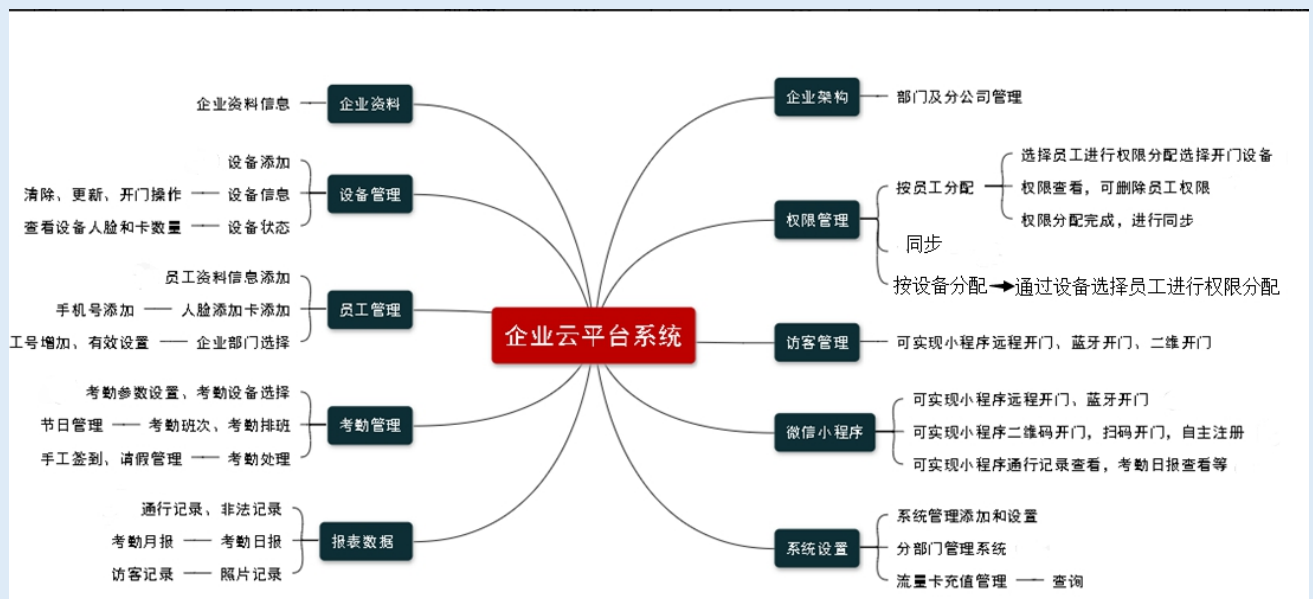 企业云平台系统
企业资料
企业资料信息
设备管理
设备添加
设备信息
清除、更新、开门操作
设备状态
查看设备人脸和卡数量
员工管理
员工资料信息添加
人脸添加卡添加
手机号添加
企业部门选择
工号增加、有效设置
考勤管理
考勤参数设置、考勤设备选择
考勤班次、考勤排班
节日管理
考勤处理
手工签到、请假管理
报表数据
通行记录、非法记录
考勤日报
考勤月报
照片记录
访客记录
企业架构
部门及分公司管理
权限管理
按员工分配
选择员工进行权限分配选择开门设备
权限查看，可删除员工权限
权限分配完成，进行同步
同步
按设备分配
通过设备选择员工进行权限分配
访客管理
可实现小程序远程开门、蓝牙开门、二维开门
微信小程序
可实现小程序远程开门、蓝牙开门
可实现小程序二维码开门，扫码开门，自主注册
可实现小程序通行记录查看，考勤日报查看等
系统设置
系统管理添加和设置
分部门管理系统
流量卡充值管理
查询